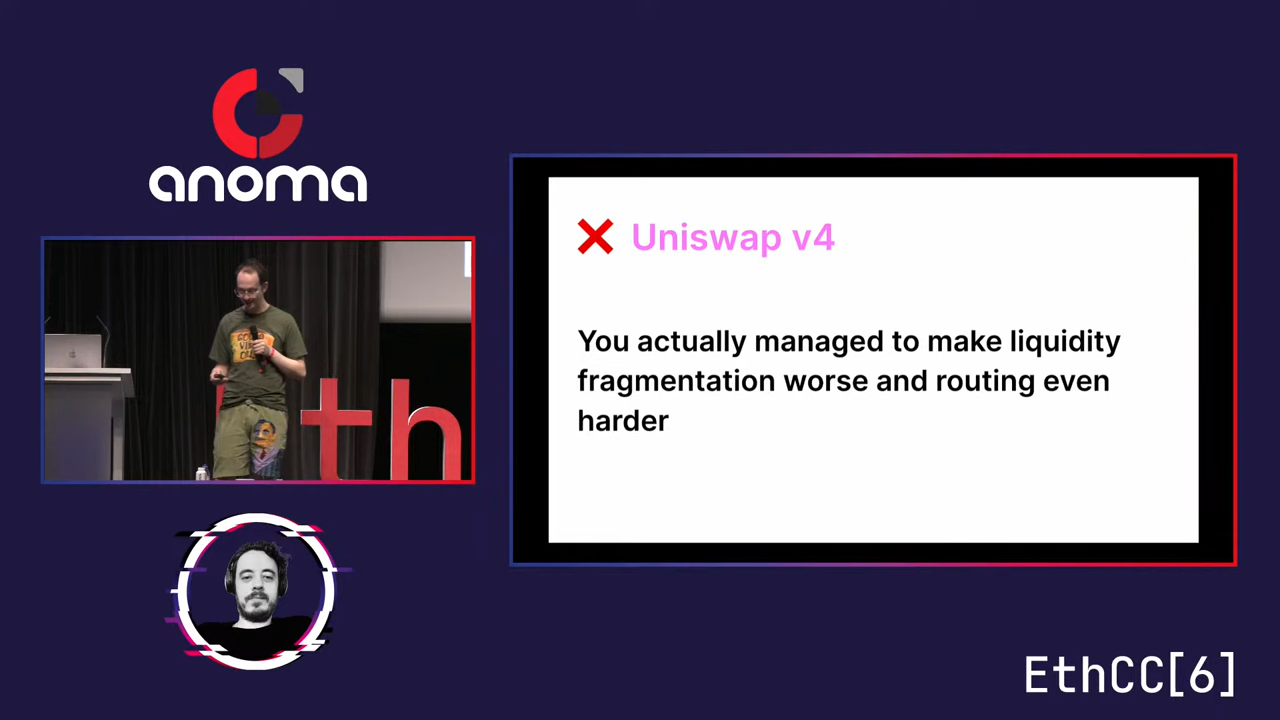 anoma
❌ Uniswap v4
You actually managed to make liquidity
fragmentation worse and routing even
harder
th
EthCC[6]